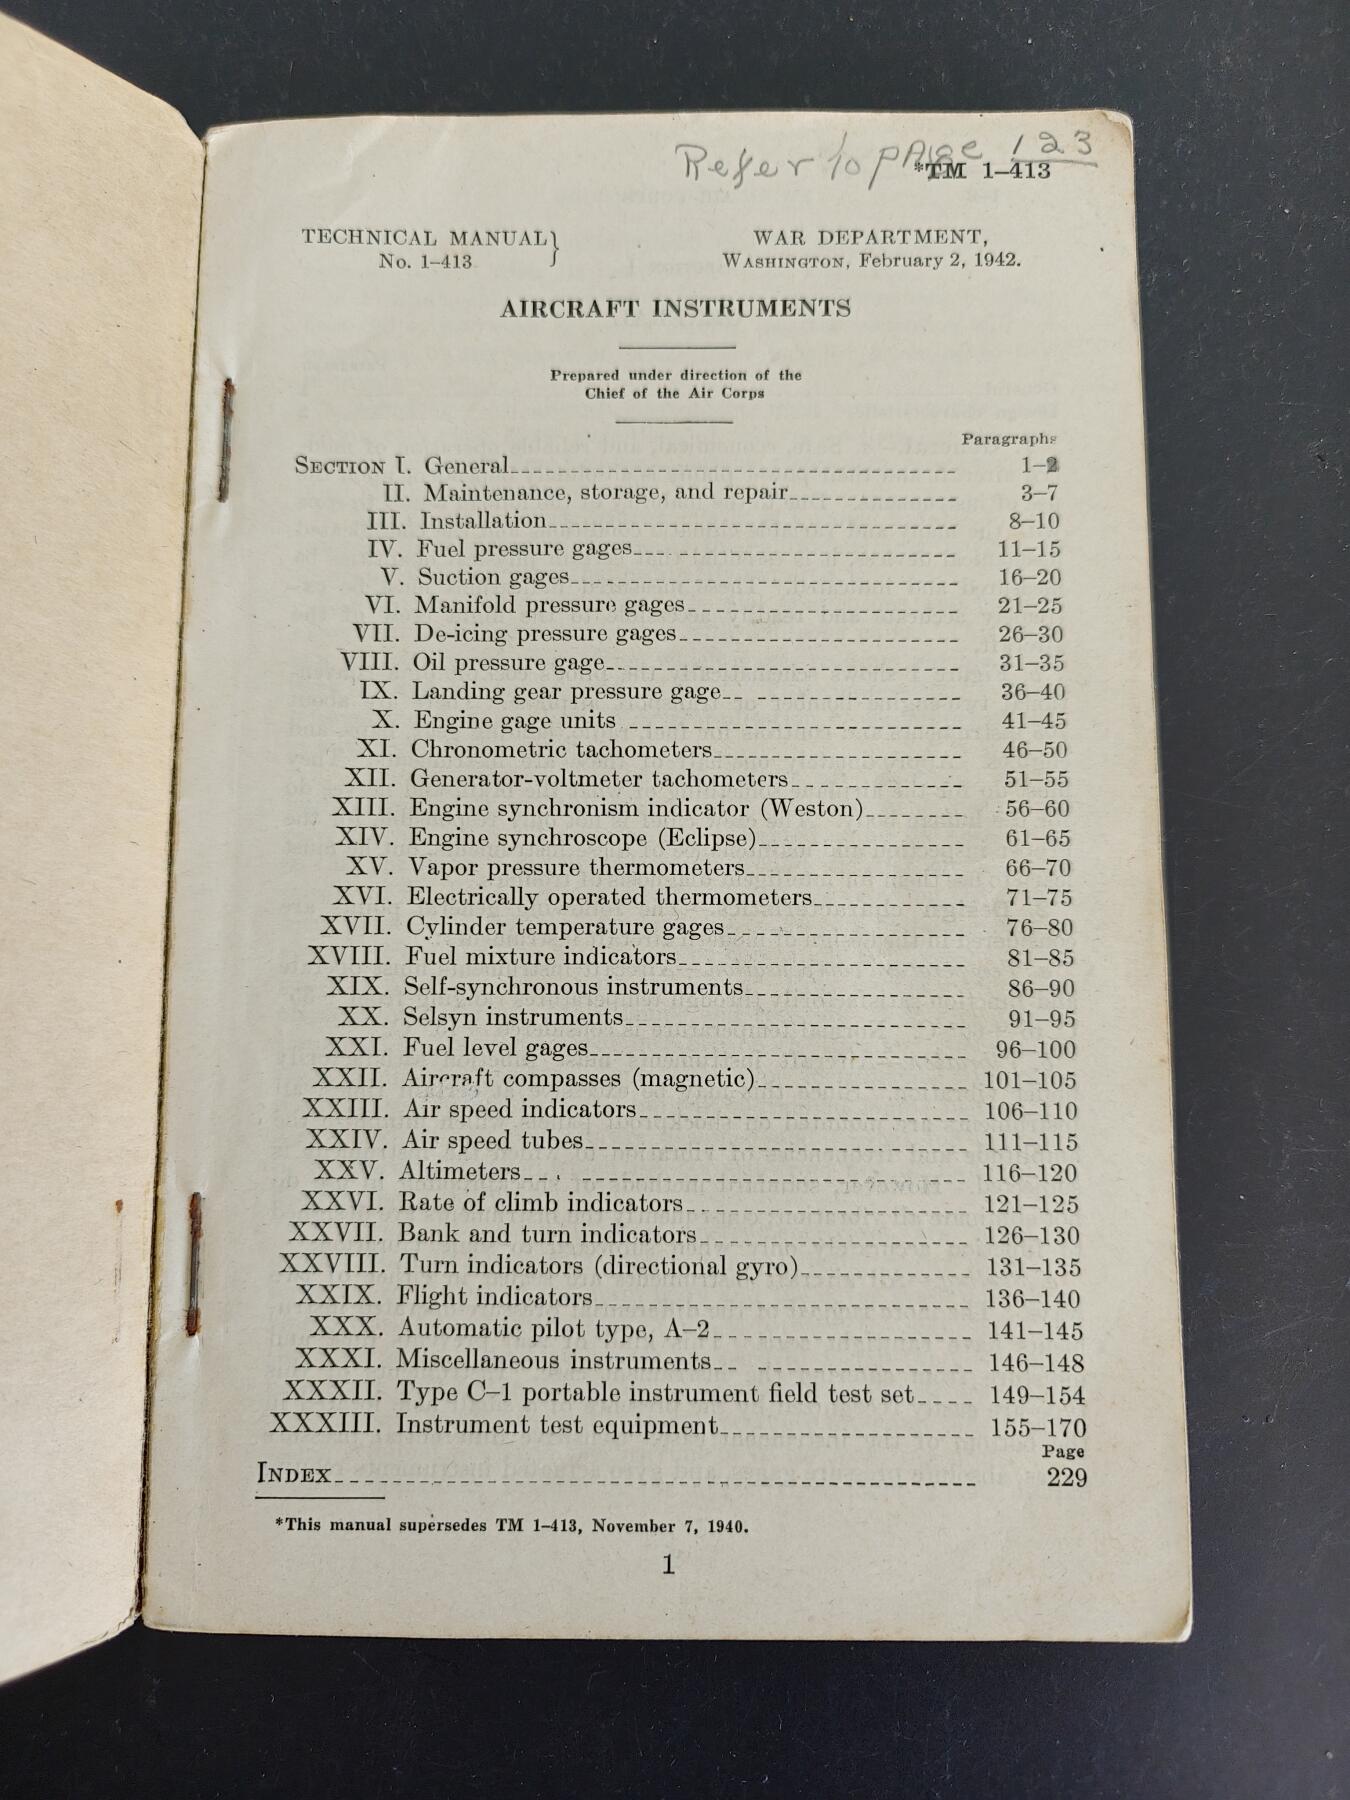 Refer to page 123
*TM 1–413
TECHNICAL MANUAL}
No. 1–413
WAR DEPARTMENT,
WASHINGTON, February 2, 1942.
AIRCRAFT INSTRUMENTS
Prepared under direction of the
Chief of the Air Corps
Paragraphs
SECTION I. General 1–2
II. Maintenance, storage, and repair 3–7
III. Installation 8–10
IV. Fuel pressure gages 11–15
V. Suction gages 16–20
VI. Manifold pressure gages 21–25
VII. De-icing pressure gages 26–30
VIII. Oil pressure gage 31–35
IX. Landing gear pressure gage 36–40
X. Engine gage units 41–45
XI. Chronometric tachometers 46–50
XII. Generator-voltmeter tachometers 51–55
XIII. Engine synchronism indicator (Weston) 56–60
XIV. Engine synchroscope (Eclipse) 61–65
XV. Vapor pressure thermometers 66–70
XVI. Electrically operated thermometers 71–75
XVII. Cylinder temperature gages 76–80
XVIII. Fuel mixture indicators 81–85
XIX. Self-synchronous instruments 86–90
XX. Selsyn instruments 91–95
XXI. Fuel level gages 96–100
XXII. Aircraft compasses (magnetic) 101–105
XXIII. Air speed indicators 106–110
XXIV. Air speed tubes 111–115
XXV. Altimeters 116–120
XXVI. Rate of climb indicators 121–125
XXVII. Bank and turn indicators 126–130
XXVIII. Turn indicators (directional gyro) 131–135
XXIX. Flight indicators 136–140
XXX. Automatic pilot type, A–2 141–145
XXXI. Miscellaneous instruments 146–148
XXXII. Type C–1 portable instrument field test set 149–154
XXXIII. Instrument test equipment 155–170
Page
INDEX 229
*This manual supersedes TM 1–413, November 7, 1940.
1